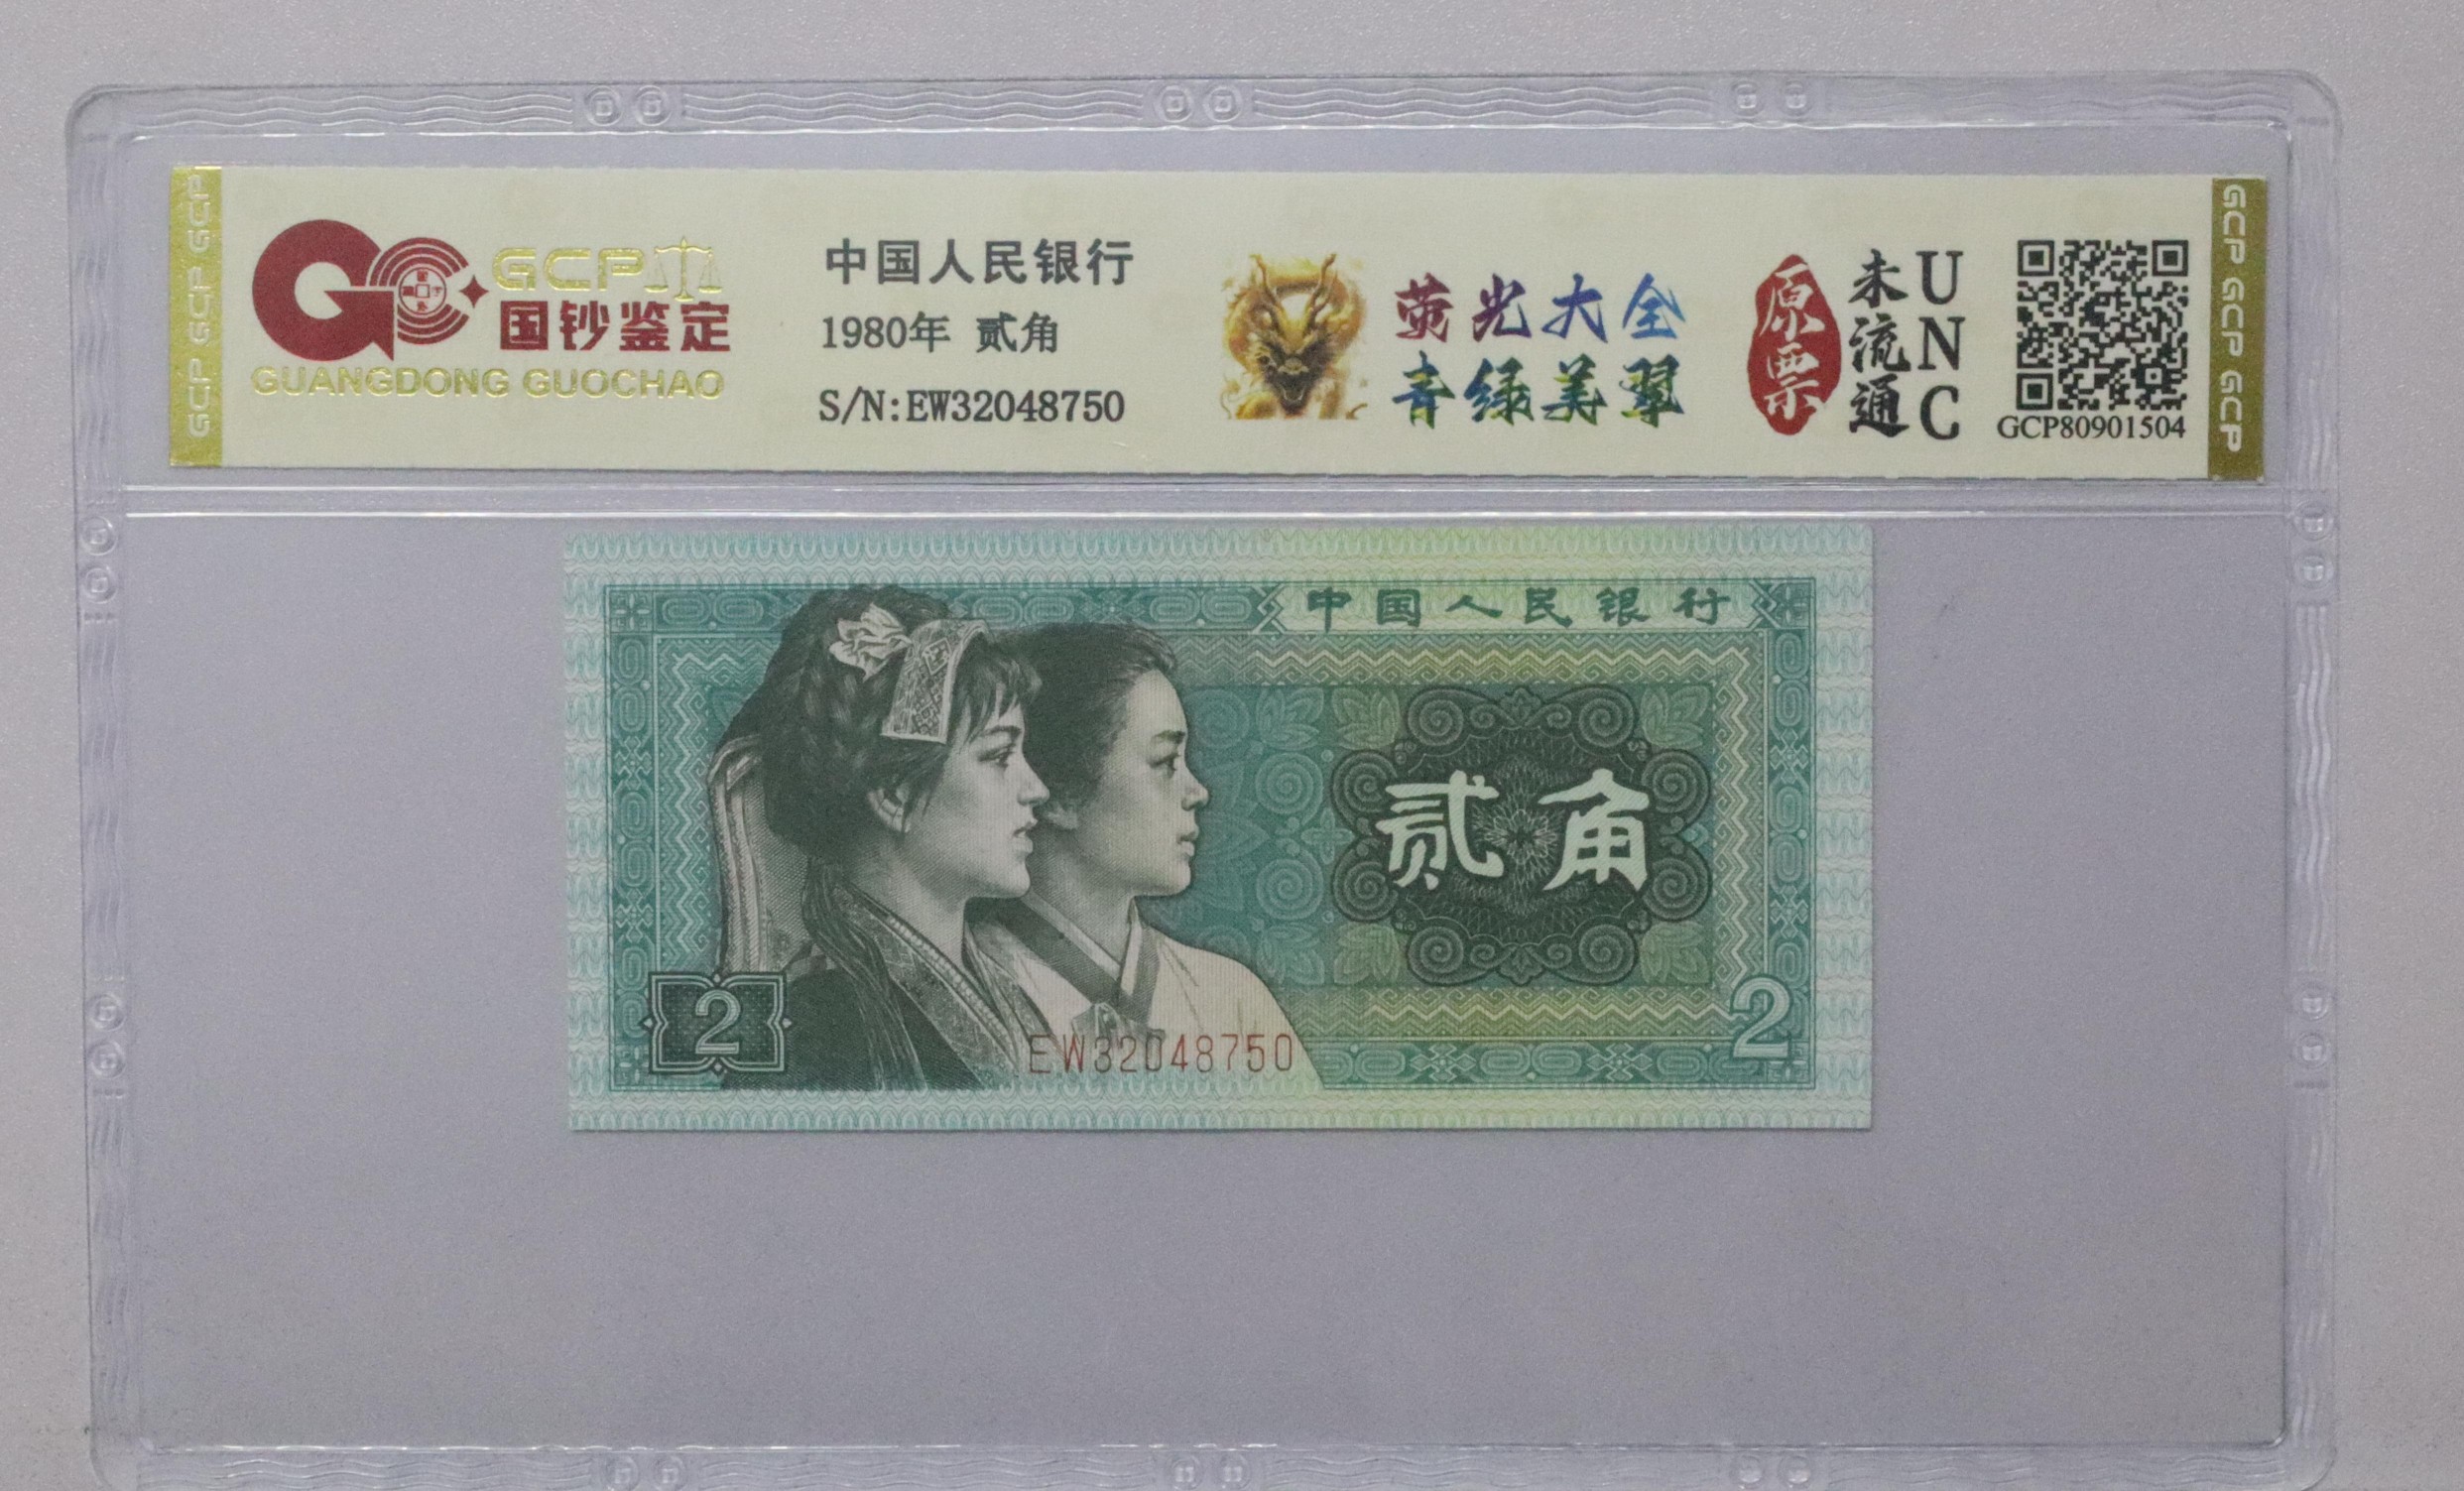 GCP GCP GCP
GCP
国钞鉴定
GUANGDONG GUOCHAO
中国人民银行
1980年 贰角
S/N:EW32048750
荧光大全
青绿美翠
原票
未流通
UNC
GCP80901504
GCP GCP GCP
中国人民银行
贰角
2
EW32048750
2